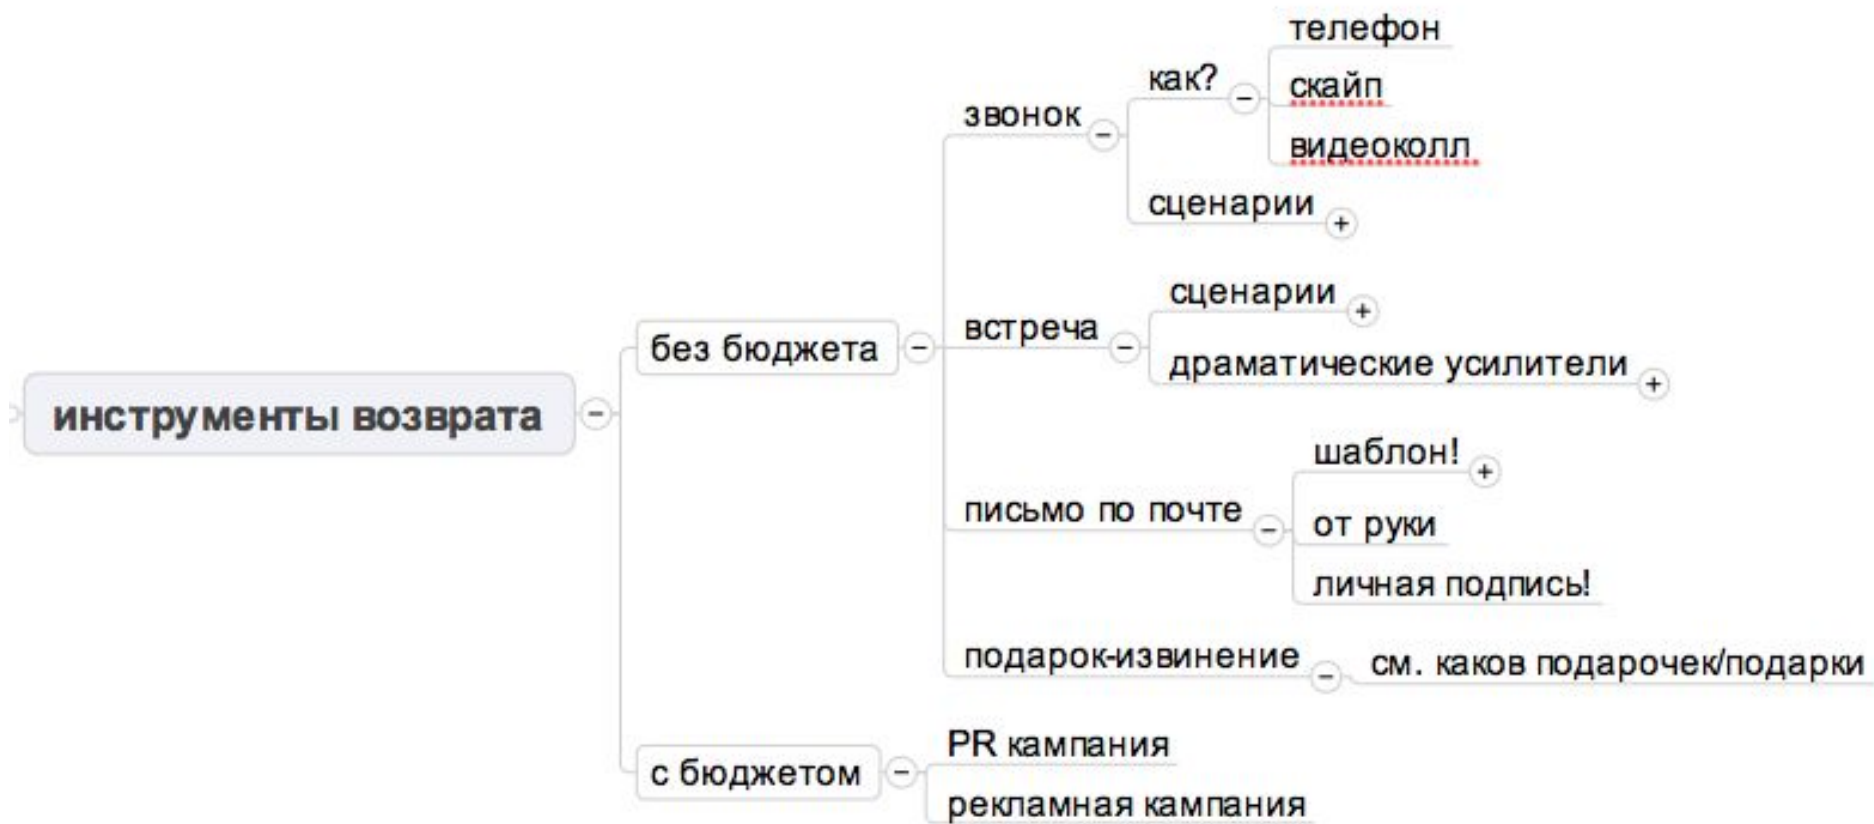 инструменты возврата
без бюджета
звонок
как?
телефон
скайп
видеоколл
сценарии
встреча
сценарии
драматические усилители
письмо по почте
шаблон!
от руки
личная подпись!
подарок-извинение
см. каков подарочек/подарки
с бюджетом
PR кампания
рекламная кампания